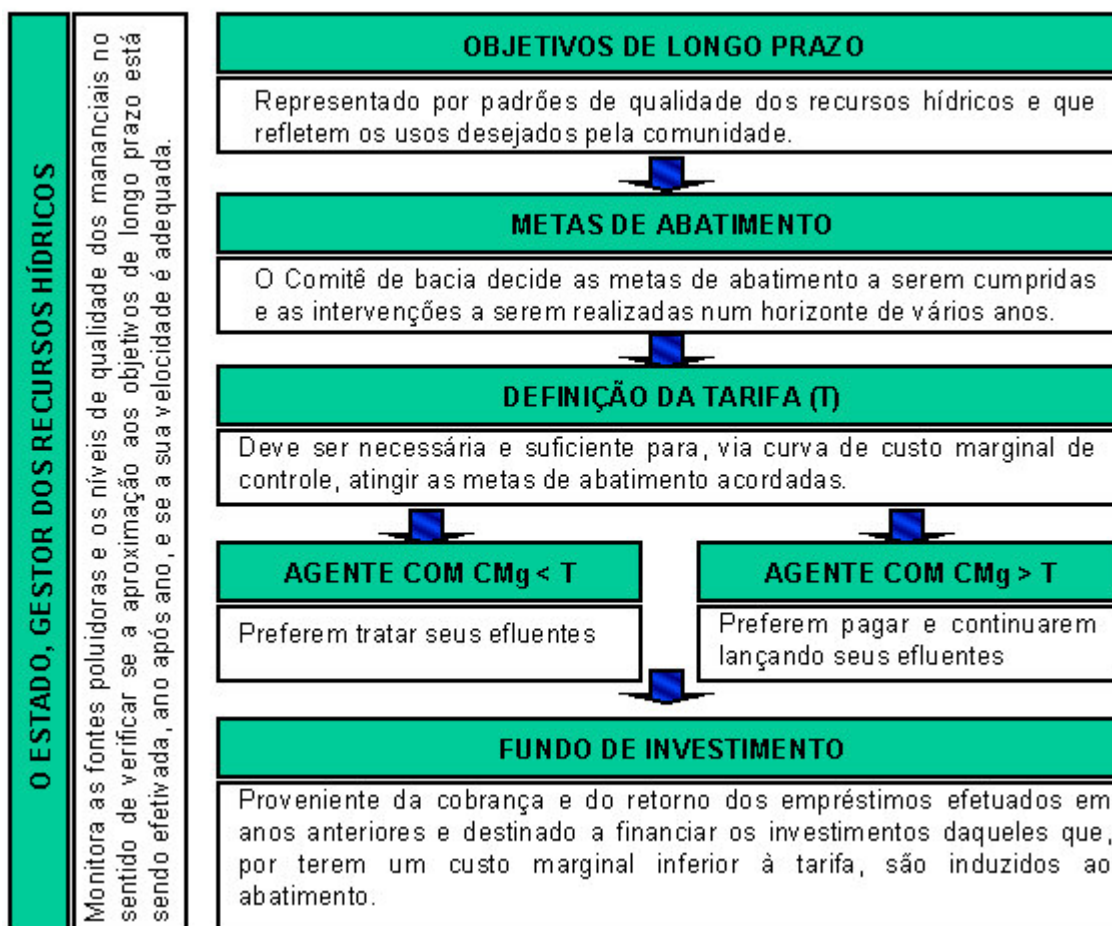 O ESTADO, GESTOR DOS RECURSOS HÍDRICOS
Monitora as fontes poluidoras e os níveis de qualidade dos mananciais no
sentido de verificar se a aproximação aos objetivos de longo prazo está
sendo efetivada, ano após ano, e se a sua velocidade é adequada.
OBJETIVOS DE LONGO PRAZO
Representado por padrões de qualidade dos recursos hídricos e que
refletem os usos desejados pela comunidade.
METAS DE ABATIMENTO
O Comitê de bacia decide as metas de abatimento a serem cumpridas
e as intervenções a serem realizadas num horizonte de vários anos.
DEFINIÇÃO DA TARIFA (T)
Deve ser necessária e suficiente para, via curva de custo marginal de
controle, atingir as metas de abatimento acordadas.
AGENTE COM CMg < T
Preferem tratar seus efluentes
AGENTE COM CMg > T
Preferem pagar e continuarem
lançando seus efluentes
FUNDO DE INVESTIMENTO
Proveniente da cobrança e do retorno dos empréstimos efetuados em
anos anteriores e destinado a financiar os investimentos daqueles que,
por terem um custo marginal inferior à tarifa, são induzidos ao
abatimento.